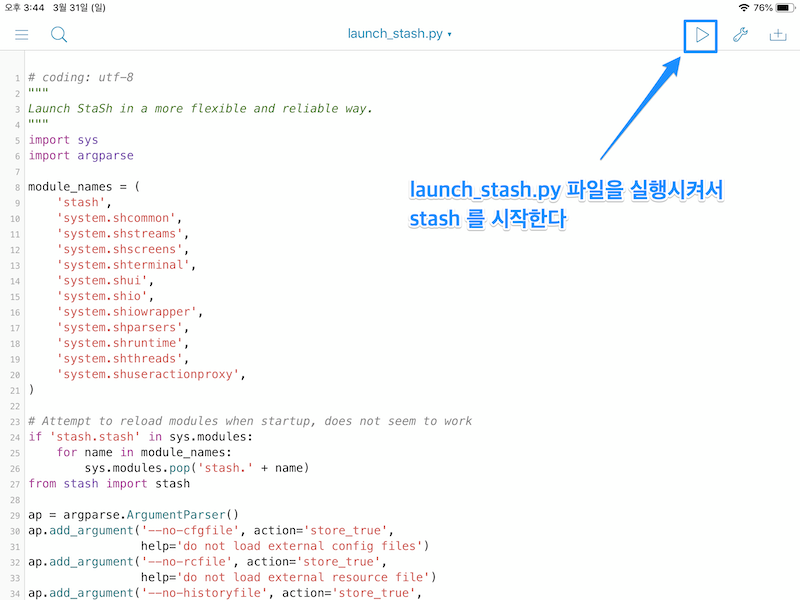 오후 3:44 3월 31일 (일) 76%
launch_stash.py ▾
1 # coding: utf-8
2 """
3 Launch StaSh in a more flexible and reliable way.
4 """
5 import sys
6 import argparse
7
8 module_names = (
9 'stash',
10 'system.shcommon',
11 'system.shstreams',
12 'system.shscreens',
13 'system.shterminal',
14 'system.shui',
15 'system.shio',
16 'system.shiowrapper',
17 'system.shparsers',
18 'system.shruntime',
19 'system.shthreads',
20 'system.shuseractionproxy',
21 )
22
23 # Attempt to reload modules when startup, does not seem to work
24 if 'stash.stash' in sys.modules:
25 for name in module_names:
26 sys.modules.pop('stash.' + name)
27 from stash import stash
28
29 ap = argparse.ArgumentParser()
30 ap.add_argument('--no-cfgfile', action='store_true',
31 help='do not load external config files')
32 ap.add_argument('--no-rcfile', action='store_true',
33 help='do not load external resource file')
34 ap.add_argument('--no-historyfile', action='store_true',
launch_stash.py 파일을 실행시켜서
stash 를 시작한다